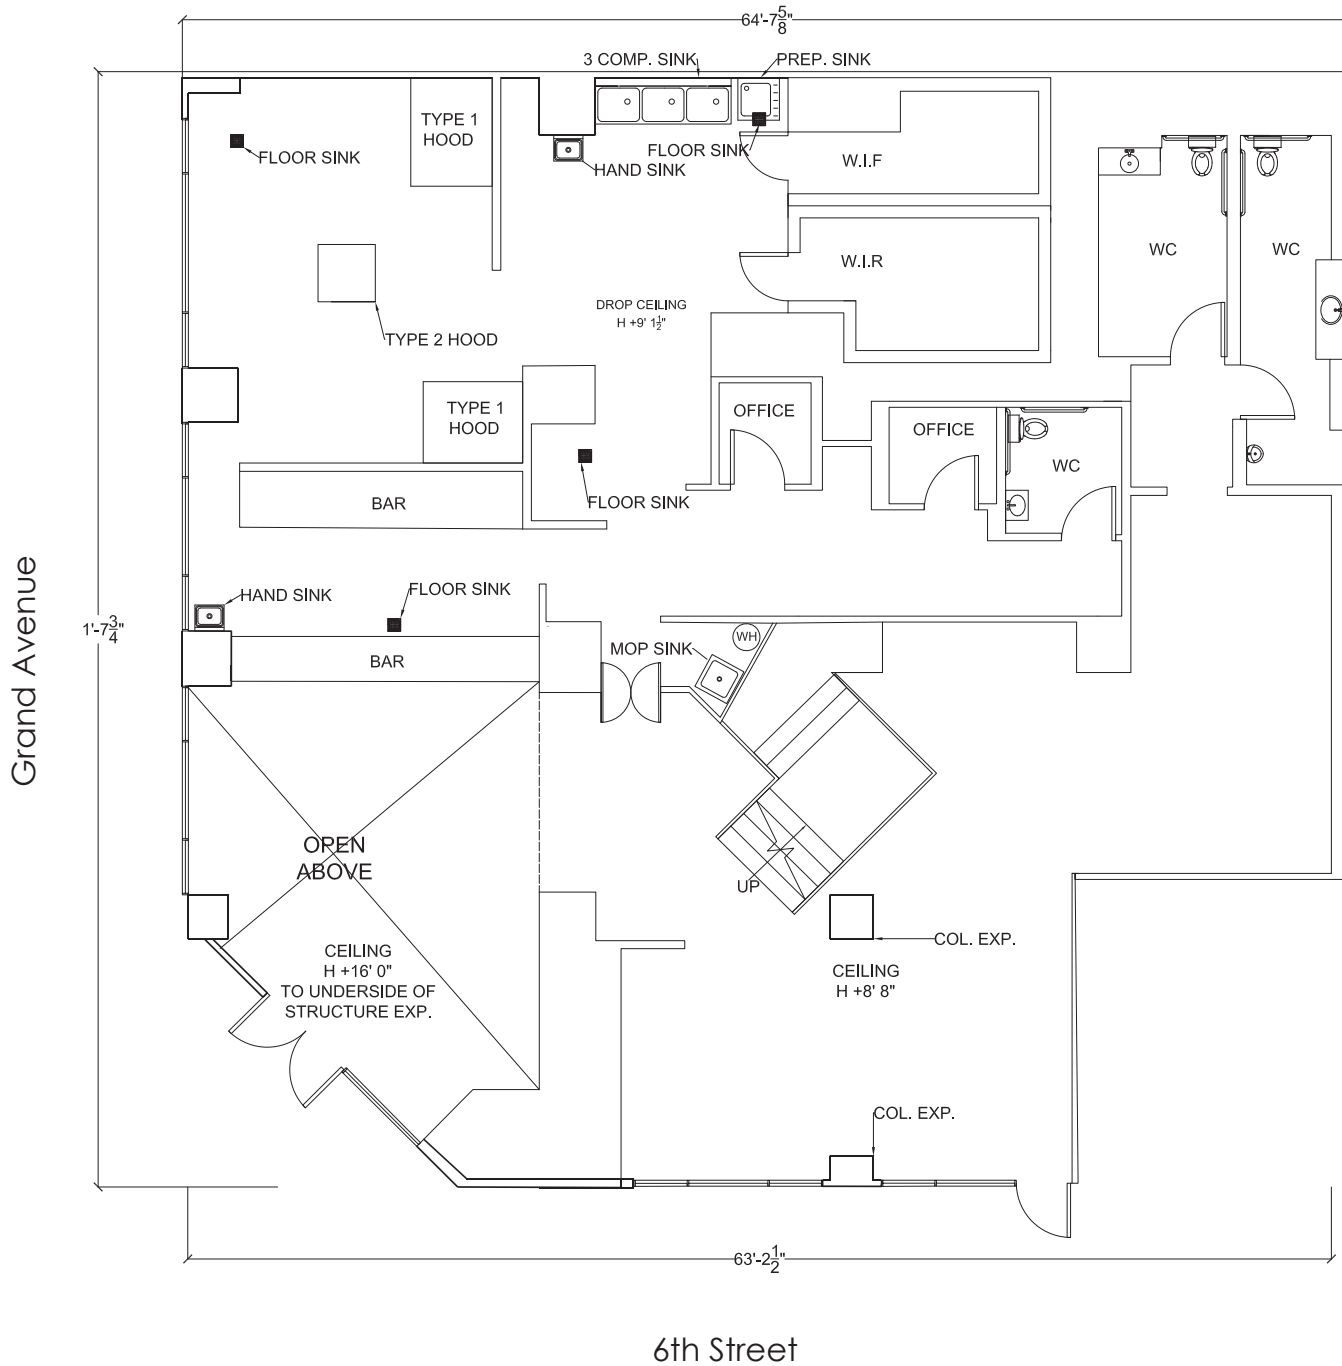 64'-7 5/8"
3 COMP. SINK
PREP. SINK
TYPE 1
HOOD
FLOOR SINK
HAND SINK
FLOOR SINK
W.I.F
WC
WC
W.I.R
DROP CEILING
H +9' 1 1/2"
TYPE 2 HOOD
TYPE 1
HOOD
OFFICE
OFFICE
WC
BAR
FLOOR SINK
HAND SINK
FLOOR SINK
Grand Avenue
1'-7 3/4"
BAR
MOP SINK
WH
OPEN
ABOVE
UP
CEILING
H +16' 0"
TO UNDERSIDE OF
STRUCTURE EXP.
COL. EXP.
CEILING
H +8' 8"
COL. EXP.
63'-2 1/2"
6th Street